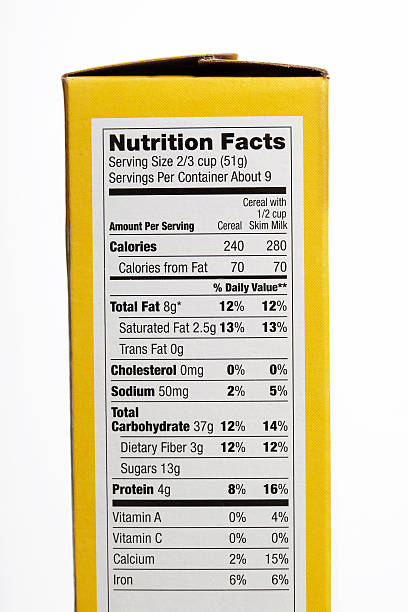 Nutrition Facts
Serving Size 2/3 cup (51g)
Servings Per Container About 9
Cereal with
1/2 cup
Amount Per Serving Cereal Skim Milk
Calories 240 280
Calories from Fat 70 70
% Daily Value**
Total Fat 8g* 12% 12%
Saturated Fat 2.5g 13% 13%
Trans Fat 0g
Cholesterol 0mg 0% 0%
Sodium 50mg 2% 5%
Total
Carbohydrate 37g 12% 14%
Dietary Fiber 3g 12% 12%
Sugars 13g
Protein 4g 8% 16%
Vitamin A 0% 4%
Vitamin C 0% 0%
Calcium 2% 15%
Iron 6% 6%